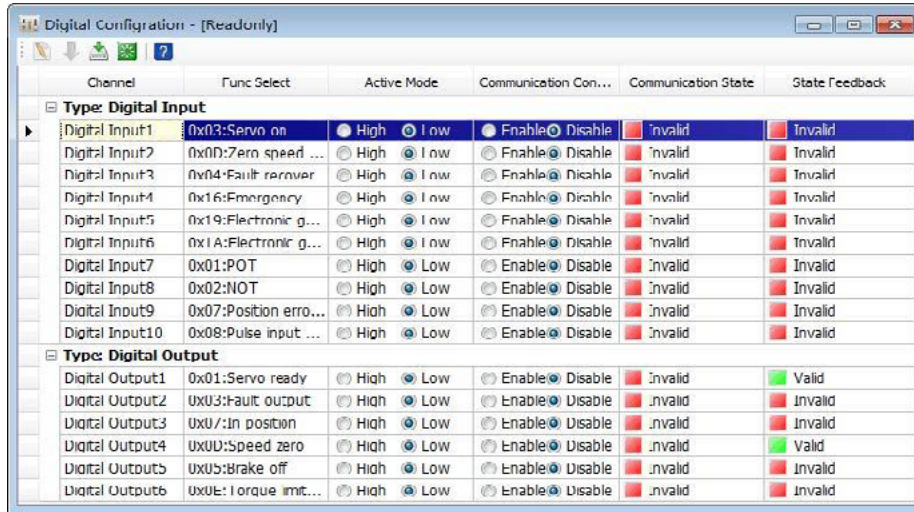 Digital Configration - [Readonly]
Channel Func Select Active Mode Communication Con... Communication State State Feedback
Type: Digital Input
Digital Input1 0x03:Servo on High Low Enable Disable Invalid Invalid
Digital Input2 0x0D:Zero speed ... High Low Enable Disable Invalid Invalid
Digital Input3 0x04:Fault recover High Low Enable Disable Invalid Invalid
Digital Input4 0x16:Emergency High Low Enable Disable Invalid Invalid
Digital Input5 0x19:Electronic g... High Low Enable Disable Invalid Invalid
Digital Input6 0x1A:Electronic g... High Low Enable Disable Invalid Invalid
Digital Input7 0x01:POT High Low Enable Disable Invalid Invalid
Digital Input8 0x02:NOT High Low Enable Disable Invalid Invalid
Digital Input9 0x07:Position erro... High Low Enable Disable Invalid Invalid
Digital Input10 0x08:Pulse input ... High Low Enable Disable Invalid Invalid
Type: Digital Output
Digital Output1 0x01:Servo ready High Low Enable Disable Invalid Valid
Digital Output2 0x03:Fault output High Low Enable Disable Invalid Invalid
Digital Output3 0x07:In position High Low Enable Disable Invalid Invalid
Digital Output4 0x0D:Speed zero High Low Enable Disable Invalid Valid
Digital Output5 0x05:Brake off High Low Enable Disable Invalid Invalid
Digital Output6 0x0E:Torque limit... High Low Enable Disable Invalid Invalid